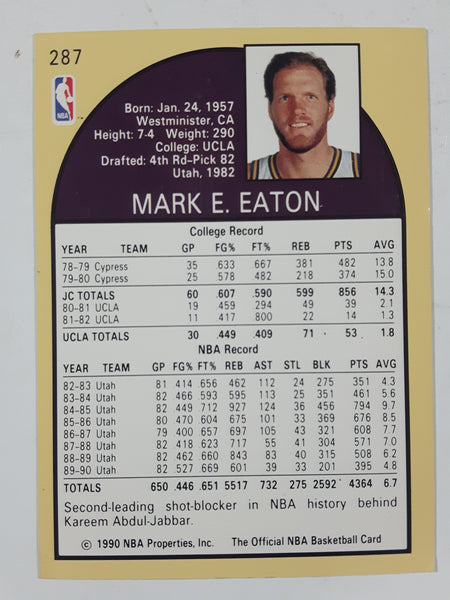 287
NBA
Born: Jan. 24, 1957
Westminister, CA
Height: 7-4 Weight: 290
College: UCLA
Drafted: 4th Rd-Pick 82
Utah, 1982
MARK E. EATON
College Record
YEAR TEAM GP FG% FT% REB PTS AVG
78-79 Cypress 35 .633 .667 381 482 13.8
79-80 Cypress 25 .578 .482 218 374 15.0
JC TOTALS 60 .607 .590 599 856 14.3
80-81 UCLA 19 .459 .294 49 39 2.1
81-82 UCLA 11 .417 .800 22 14 1.3
UCLA TOTALS 30 .449 .409 71 53 1.8
NBA Record
YEAR TEAM GP FG% FT% REB AST STL BLK PTS AVG
82-83 Utah 81 .414 .656 462 112 24 275 351 4.3
83-84 Utah 82 .466 .593 595 113 25 351 461 5.6
84-85 Utah 82 .449 .712 927 124 36 456 794 9.7
85-86 Utah 80 .470 .604 675 101 33 369 676 8.5
86-87 Utah 79 .400 .657 697 105 43 321 608 7.7
87-88 Utah 82 .418 .623 717 55 41 304 571 7.0
88-89 Utah 82 .462 .660 843 83 40 315 508 6.2
89-90 Utah 82 .527 .669 601 39 33 201 395 4.8
TOTALS 650 .446 .651 5517 732 275 2592 4364 6.7
Second-leading shot-blocker in NBA history behind
Kareem Abdul-Jabbar.
© 1990 NBA Properties, Inc. The Official NBA Basketball Card